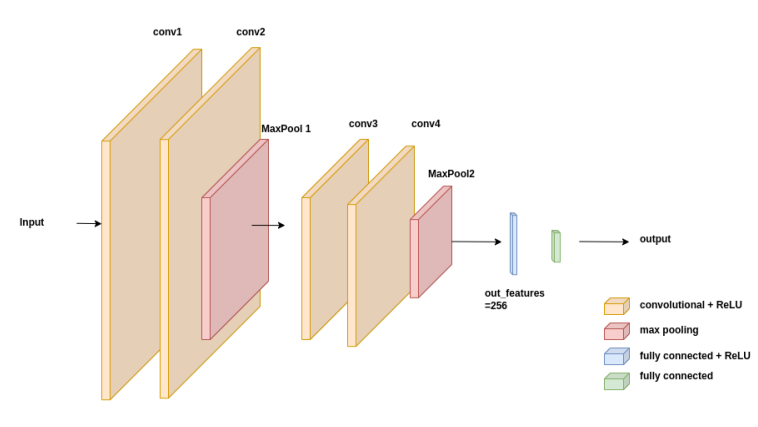 conv1
conv2
MaxPool 1
conv3
conv4
MaxPool2
Input
output
out_features
=256
convolutional + ReLU
max pooling
fully connected + ReLU
fully connected